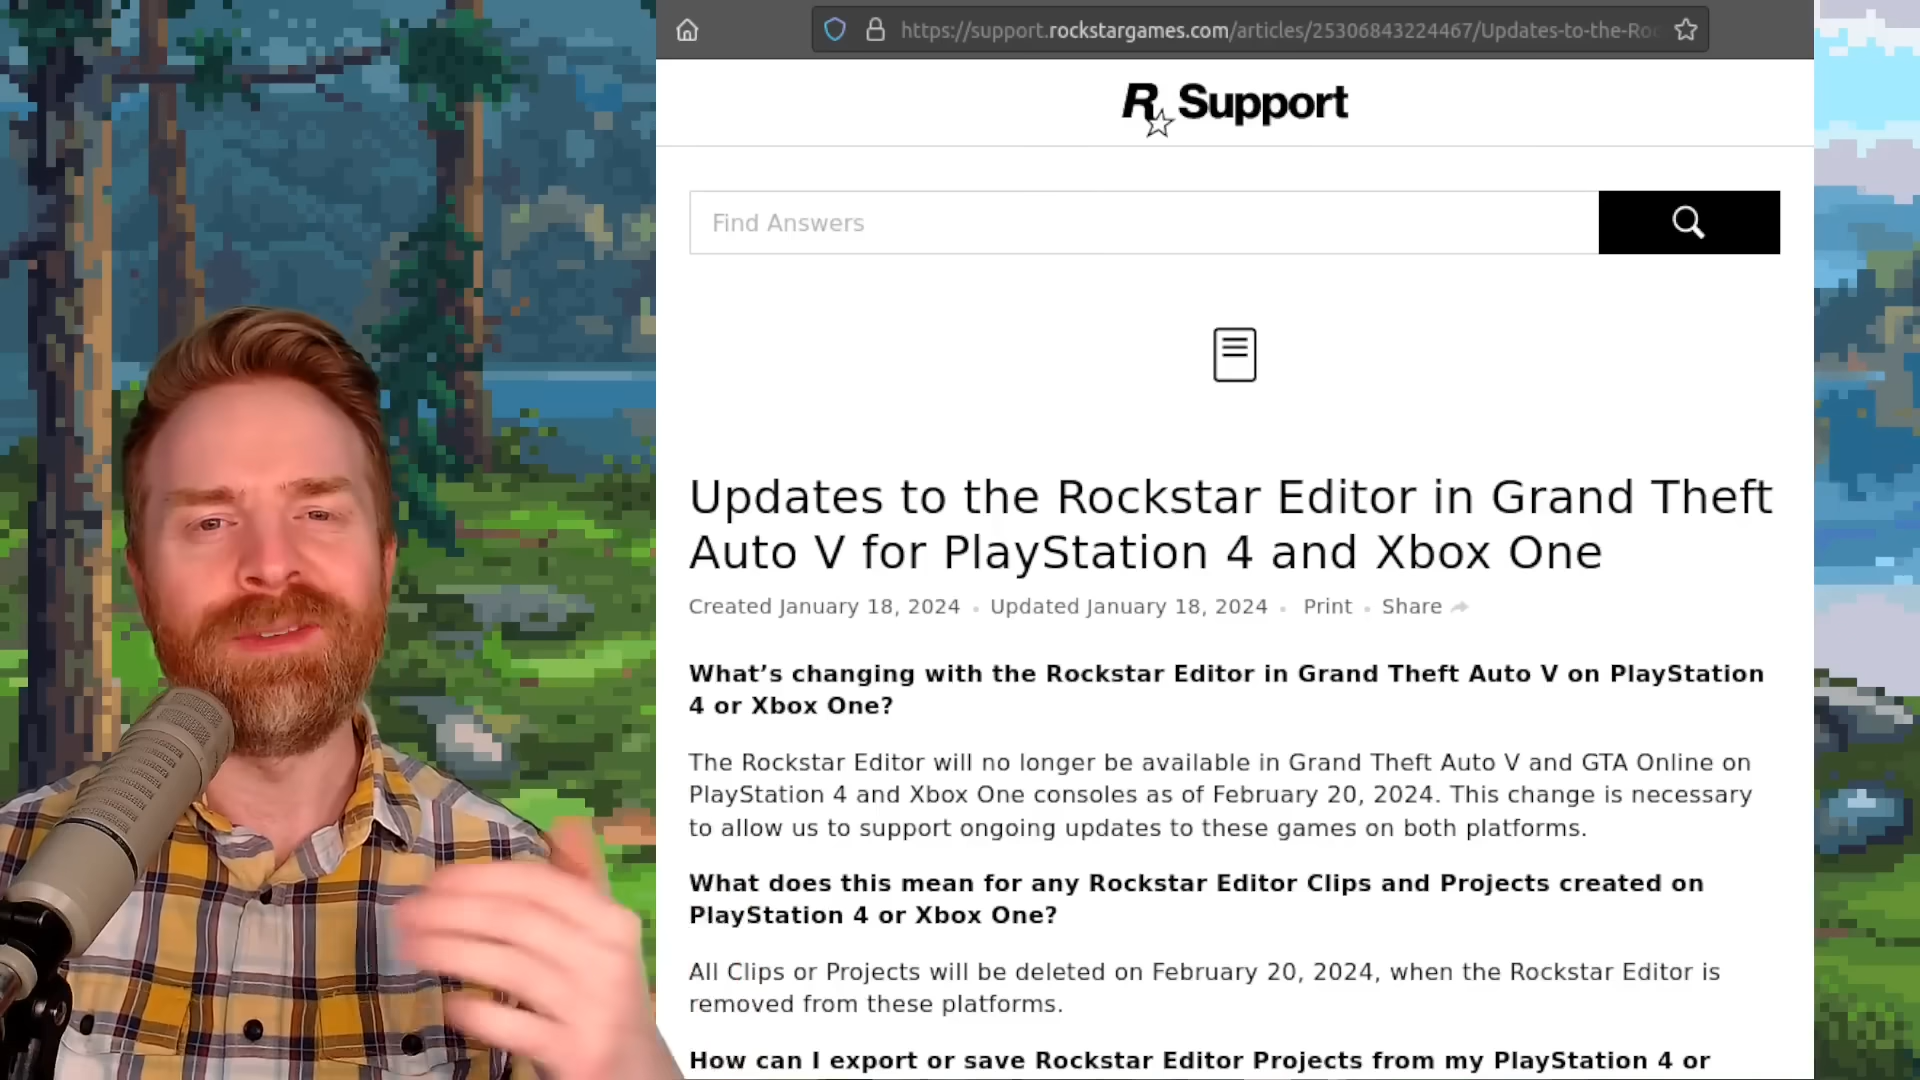 https://support.rockstargames.com/articles/25306843224467/Updates-to-the-Ro
R Support
Find Answers
Updates to the Rockstar Editor in Grand Theft
Auto V for PlayStation 4 and Xbox One
Created January 18, 2024 • Updated January 18, 2024 • Print • Share
What’s changing with the Rockstar Editor in Grand Theft Auto V on PlayStation
4 or Xbox One?
The Rockstar Editor will no longer be available in Grand Theft Auto V and GTA Online on
PlayStation 4 and Xbox One consoles as of February 20, 2024. This change is necessary
to allow us to support ongoing updates to these games on both platforms.
What does this mean for any Rockstar Editor Clips and Projects created on
PlayStation 4 or Xbox One?
All Clips or Projects will be deleted on February 20, 2024, when the Rockstar Editor is
removed from these platforms.
How can I export or save Rockstar Editor Projects from my PlayStation 4 or